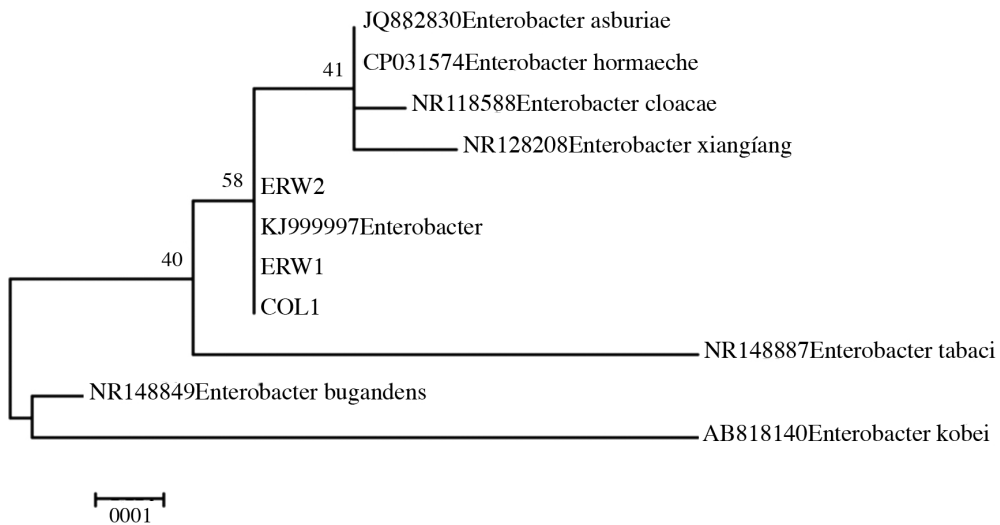 JQ882830Enterobacter asburiae
41
CP031574Enterobacter hormaeche
NR118588Enterobacter cloacae
NR128208Enterobacter xiangíang
58
ERW2
KJ999997Enterobacter
40
ERW1
COL1
NR148887Enterobacter tabaci
NR148849Enterobacter bugandens
AB818140Enterobacter kobei
0001